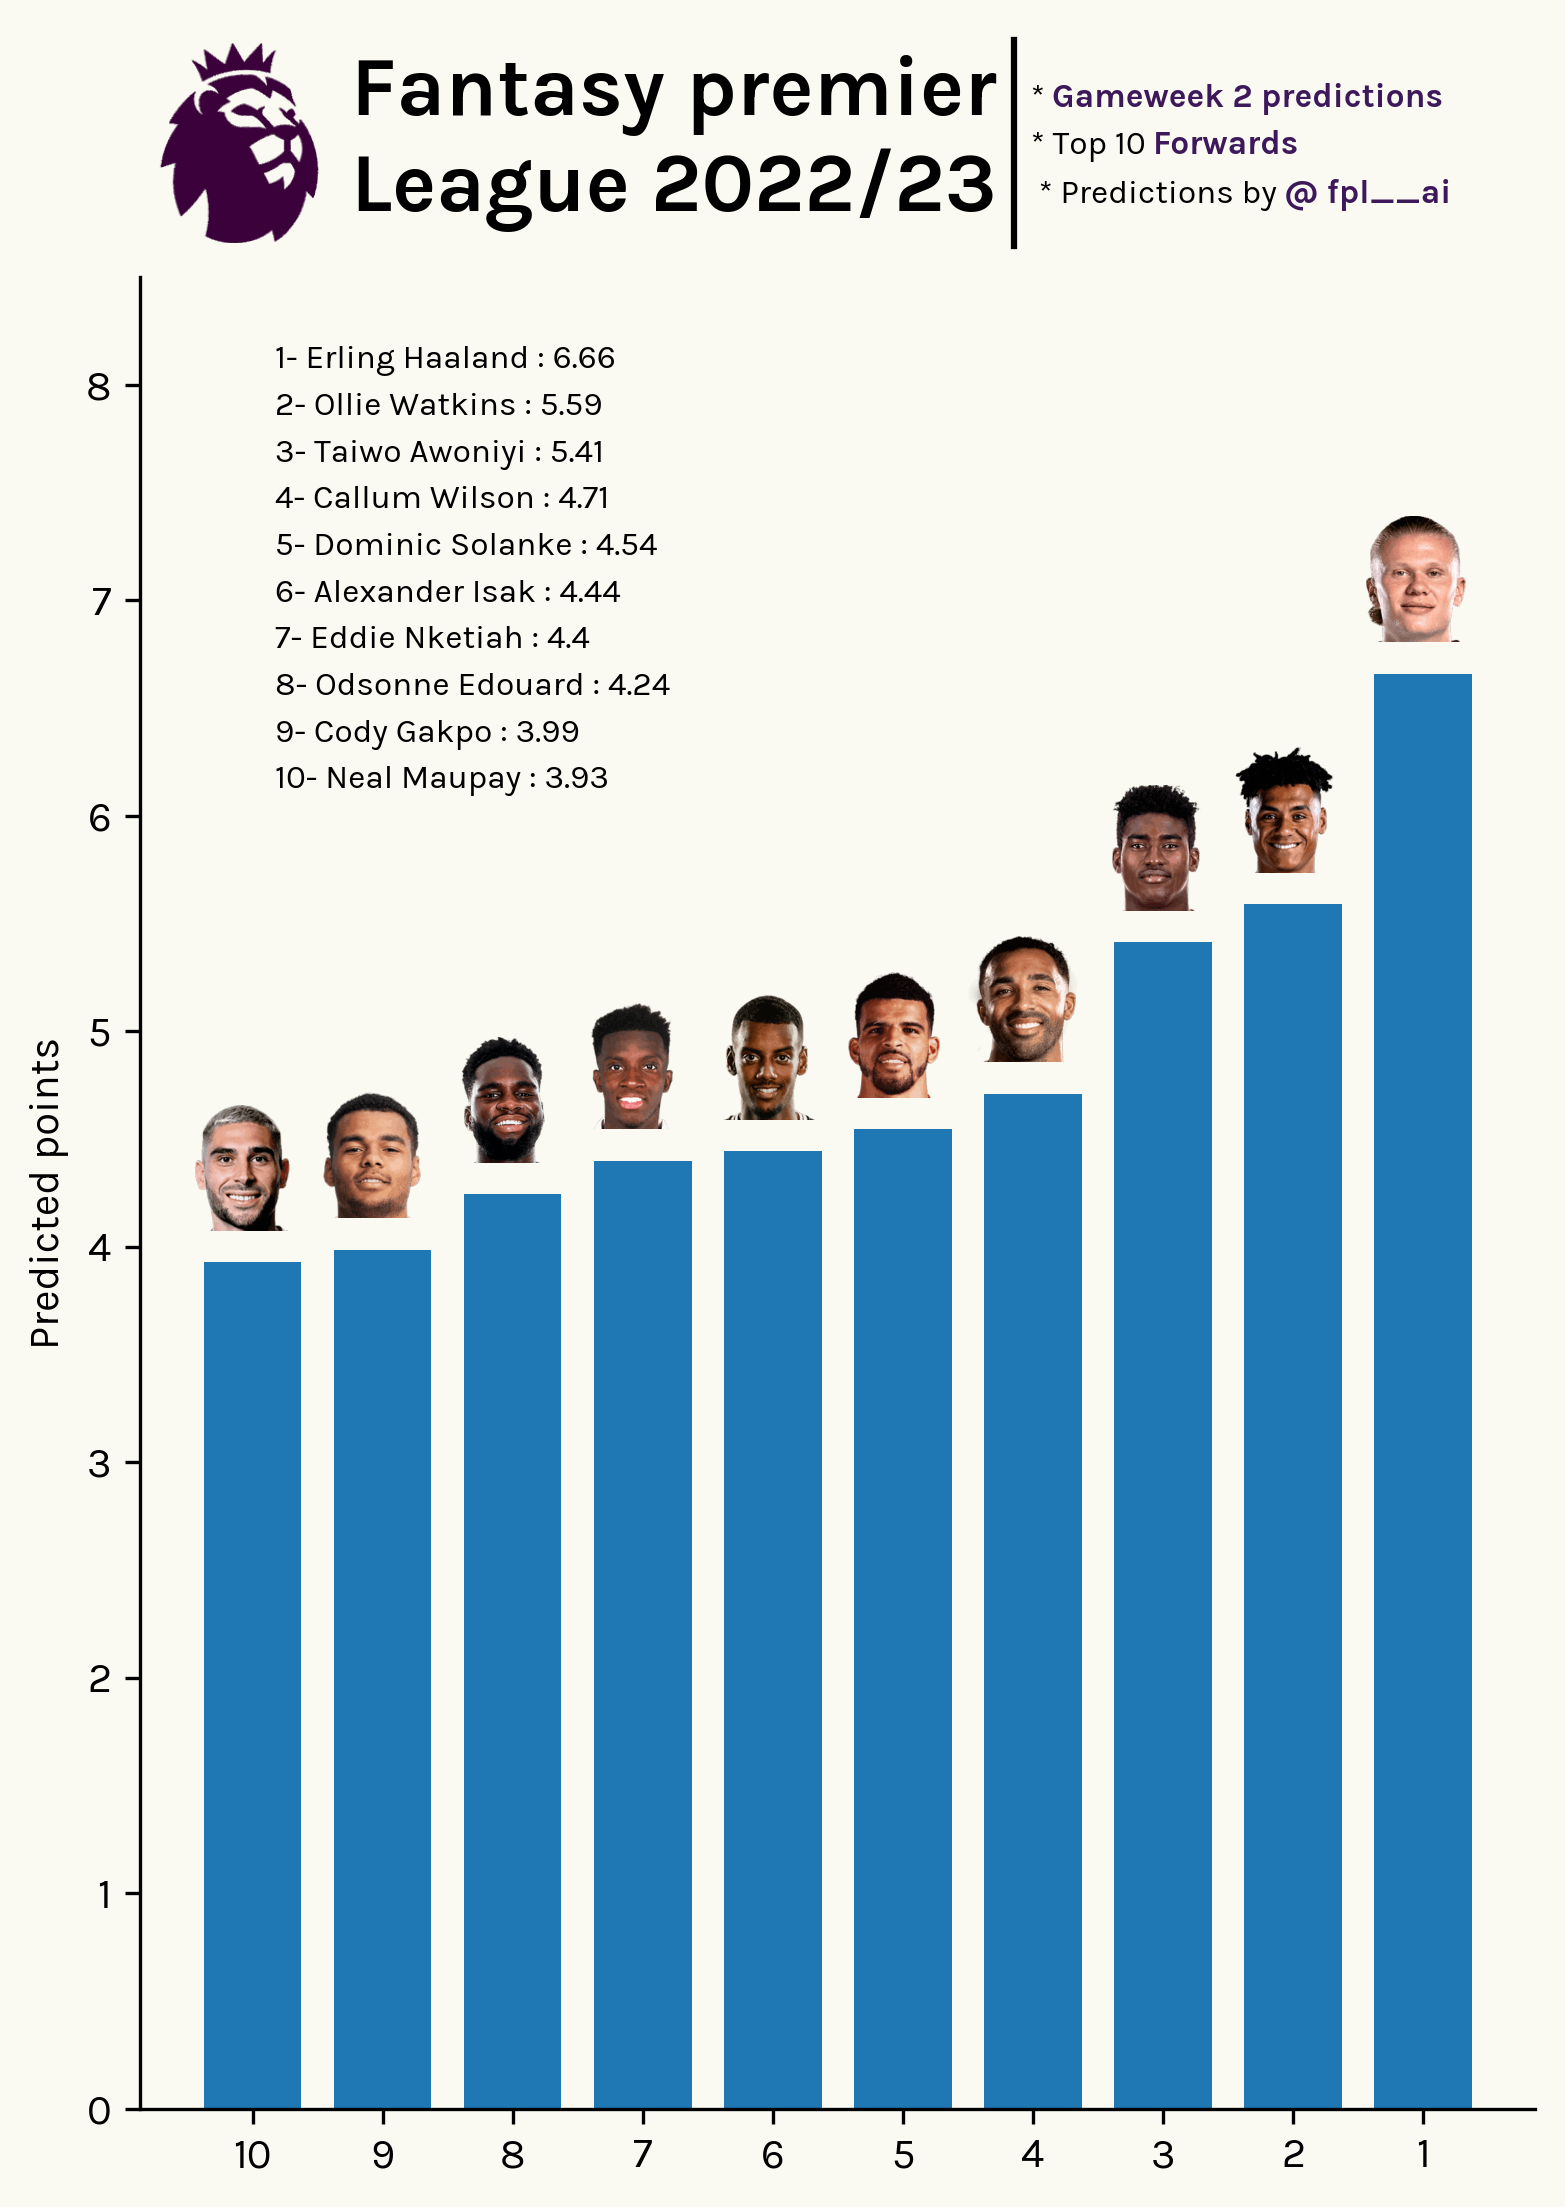 Fantasy premier
League 2022/23
* Gameweek 2 predictions
* Top 10 Forwards
* Predictions by @ fpl__ai
1- Erling Haaland : 6.66
2- Ollie Watkins : 5.59
3- Taiwo Awoniyi : 5.41
4- Callum Wilson : 4.71
5- Dominic Solanke : 4.54
6- Alexander Isak : 4.44
7- Eddie Nketiah : 4.4
8- Odsonne Edouard : 4.24
9- Cody Gakpo : 3.99
10- Neal Maupay : 3.93
Predicted points
8
7
6
5
4
3
2
1
0
10 9 8 7 6 5 4 3 2 1